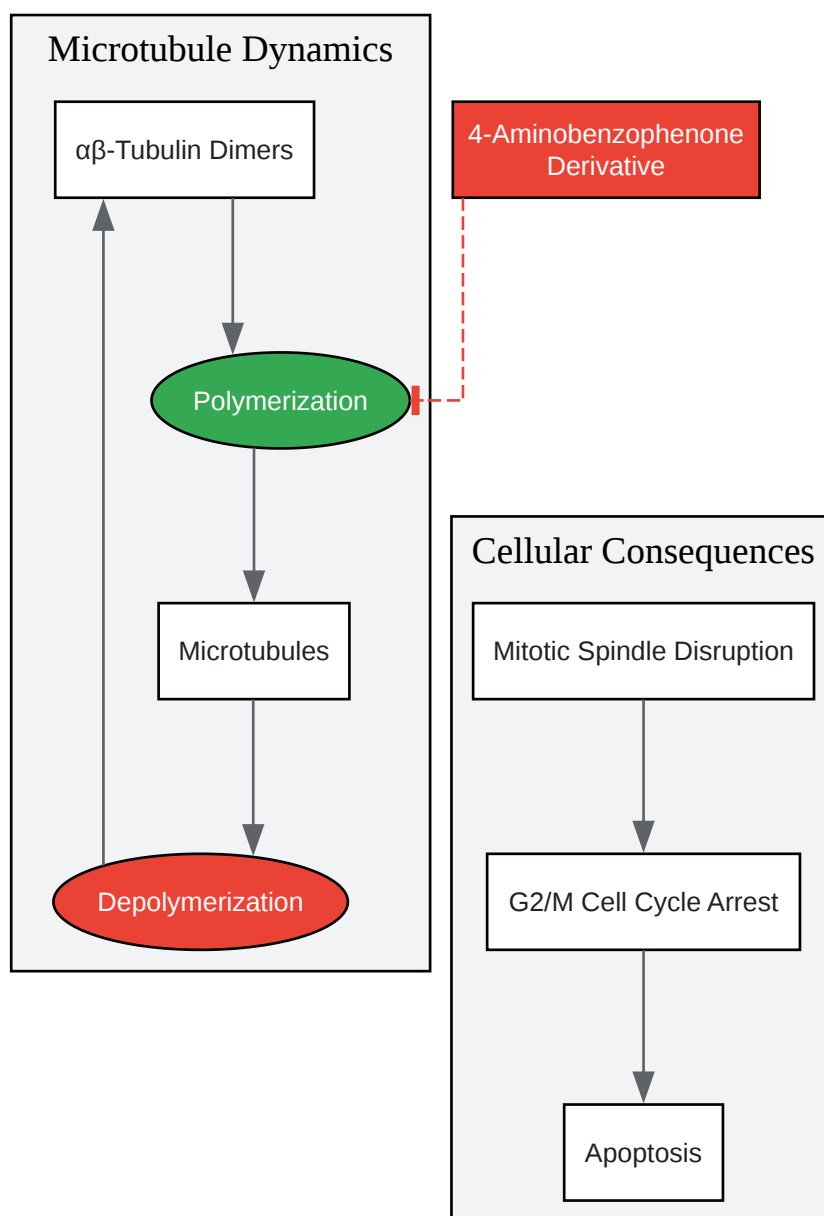 Microtubule Dynamics
αβ-Tubulin Dimers
4-Aminobenzophenone
Derivative
Polymerization
Microtubules
Depolymerization
Cellular Consequences
Mitotic Spindle Disruption
G2/M Cell Cycle Arrest
Apoptosis